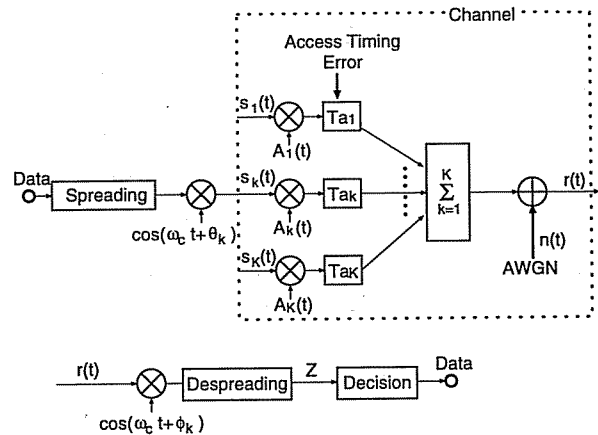 Channel
Access Timing
Error
s1(t)
Ta1
A1(t)
Data
Spreading
cos(ωc t+θk)
sk(t)
Tak
Ak(t)
K
Σ
k=1
r(t)
n(t)
AWGN
sK(t)
TaK
AK(t)
r(t)
cos(ωc t+ϕk)
Despreading
Z
Decision
Data